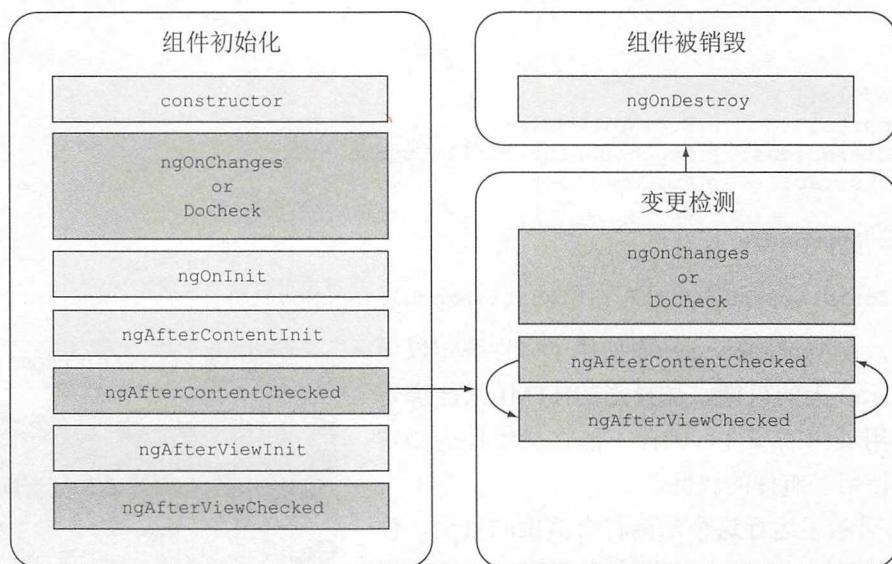 组件初始化
constructor
ngOnChanges
or
DoCheck
ngOnInit
ngAfterContentInit
ngAfterContentChecked
ngAfterViewInit
ngAfterViewChecked
组件被销毁
ngOnDestroy
变更检测
ngOnChanges
or
DoCheck
ngAfterContentChecked
ngAfterViewChecked